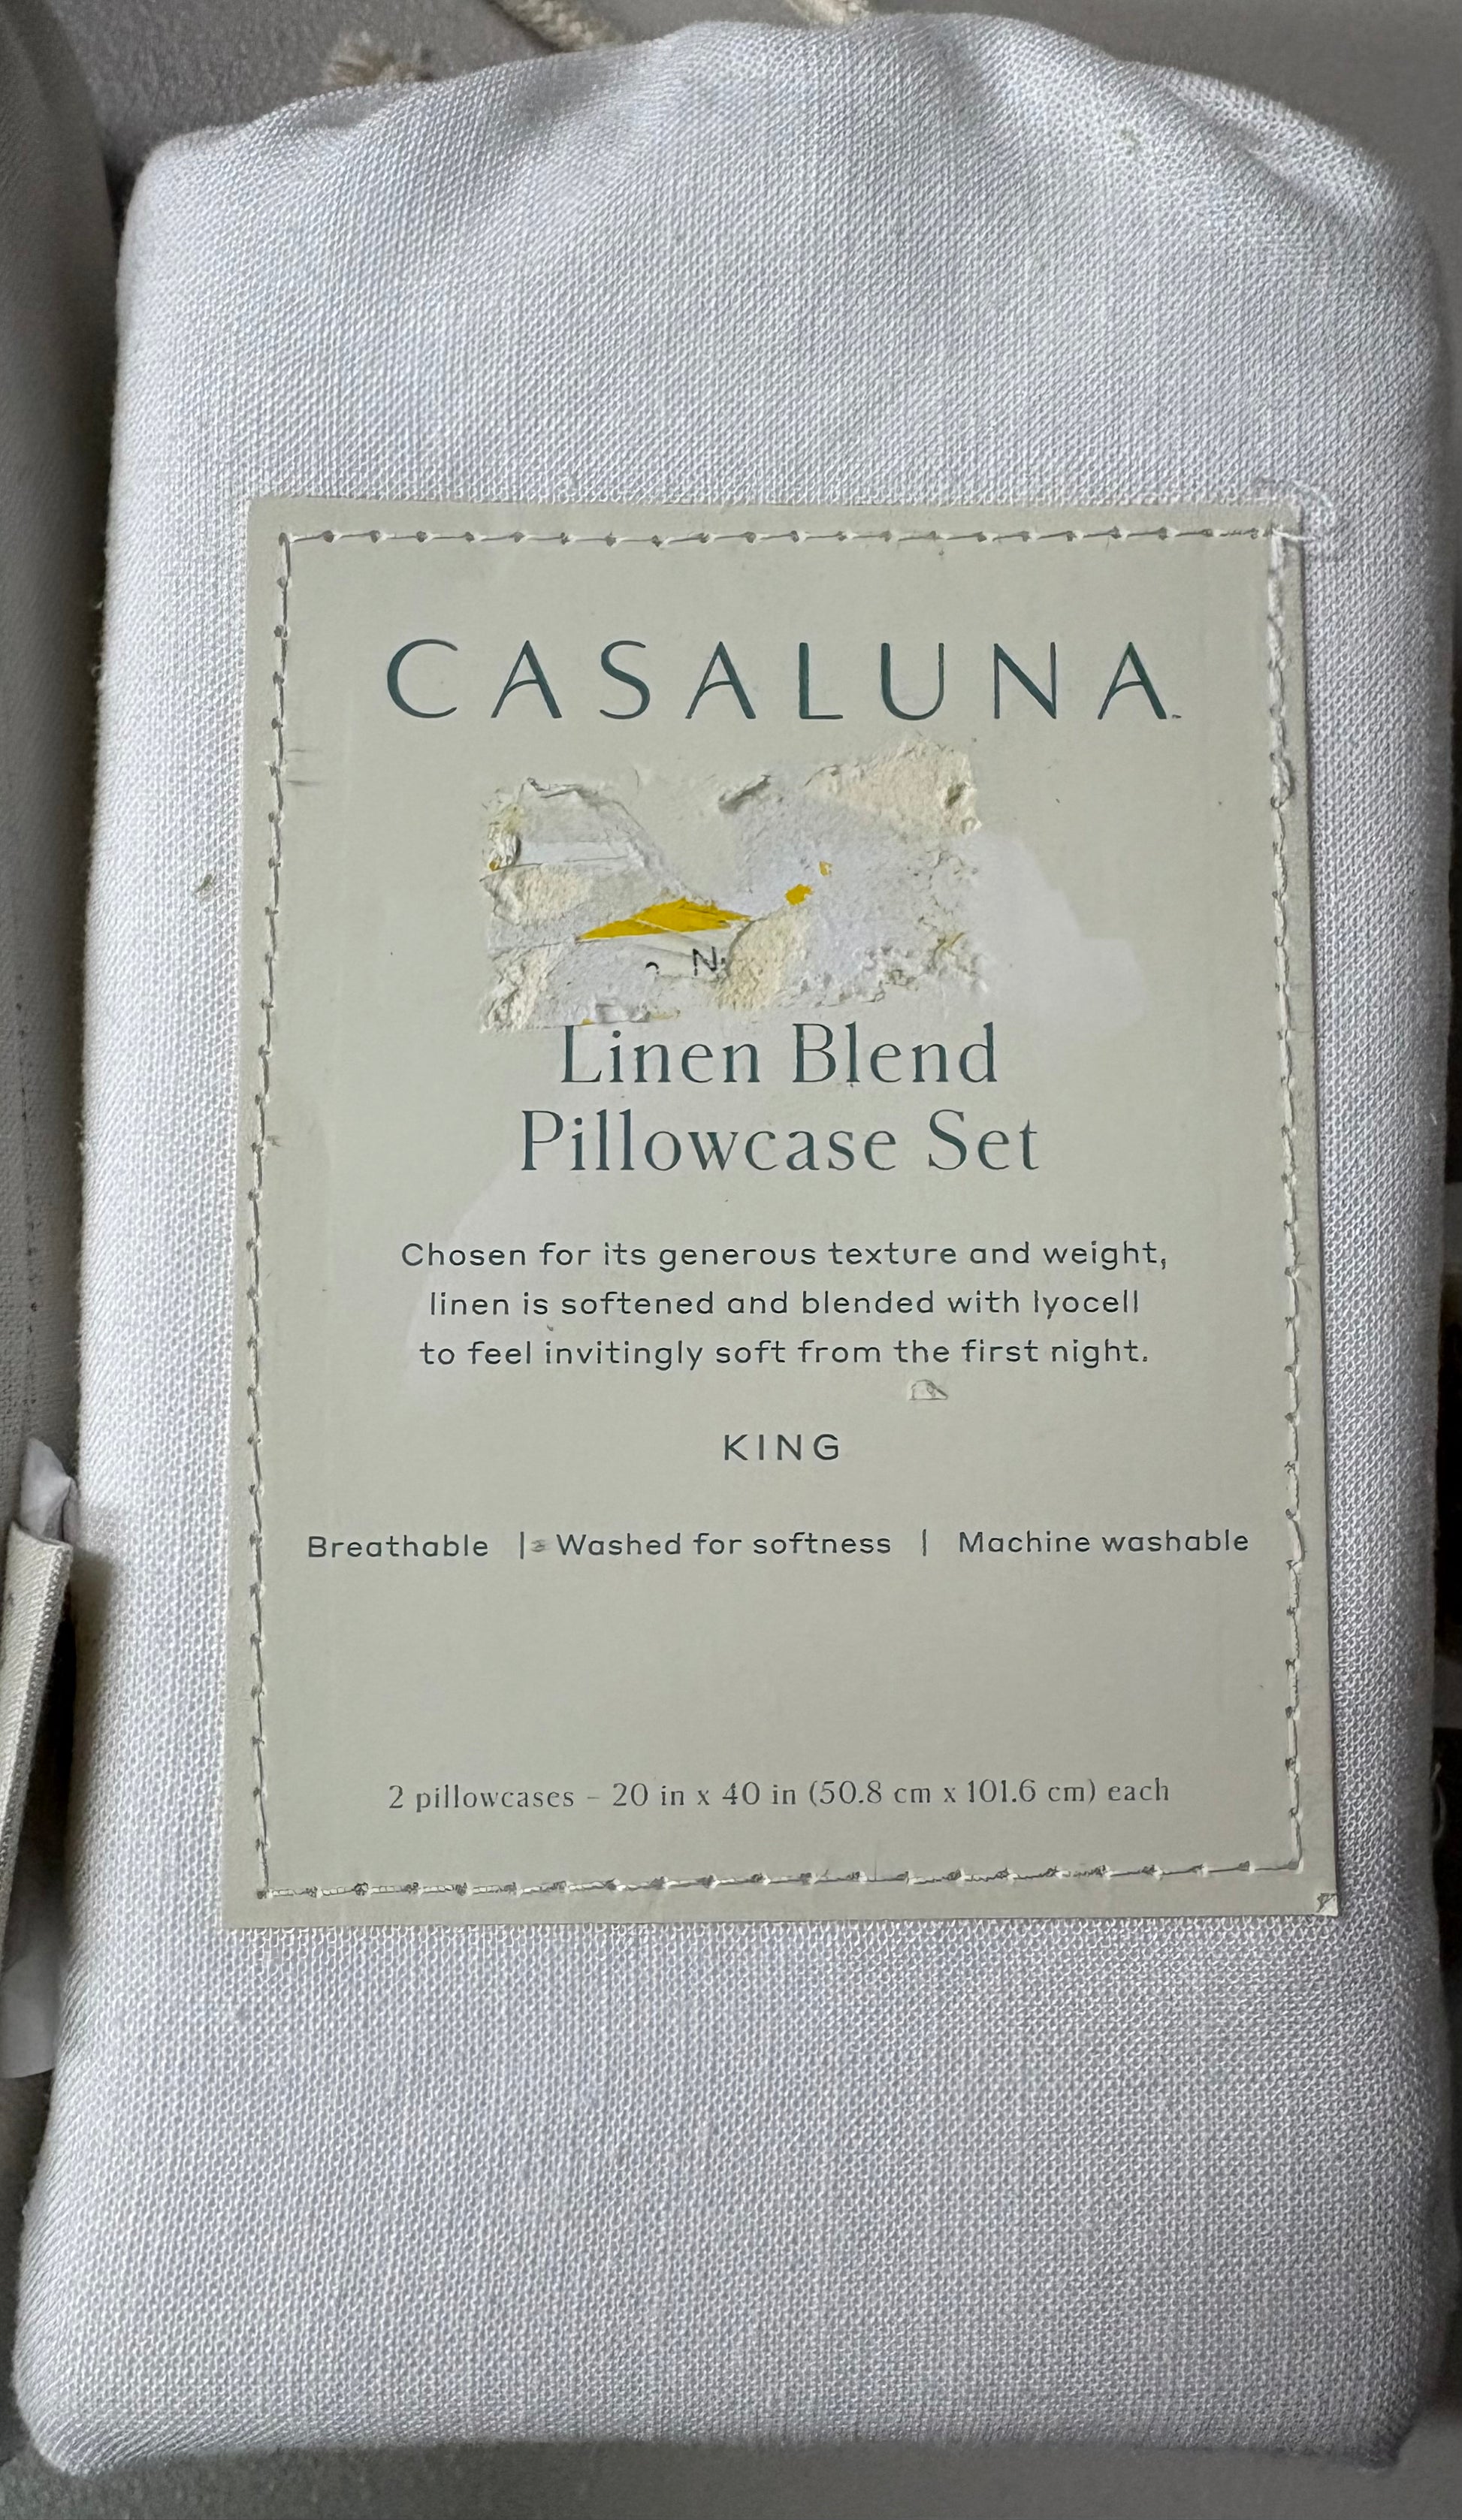 CASALUNA™
Linen Blend
Pillowcase Set
Chosen for its generous texture and weight,
linen is softened and blended with lyocell
to feel invitingly soft from the first night.
KING
Breathable | Washed for softness | Machine washable
2 pillowcases – 20 in x 40 in (50.8 cm x 101.6 cm) each